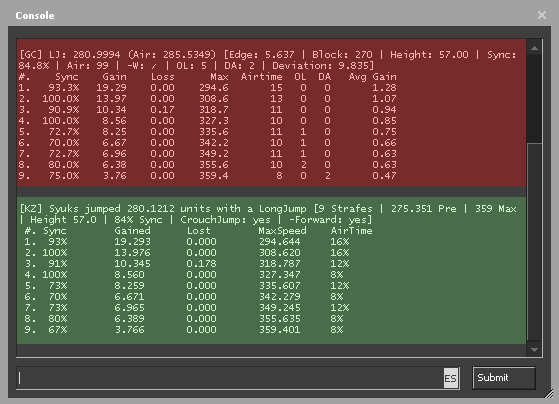 Console
[GC] LJ: 280.9994 (Air: 285.5349) [Edge: 5.637 | Block: 270 | Height: 57.00 | Sync:
84.8% | Air: 99 | -W: ✓ | OL: 5 | DA: 2 | Deviation: 9.835]
#. Sync Gain Loss Max Airtime OL DA Avg Gain
1. 93.3% 19.29 0.00 294.6 15 0 0 1.28
2. 100.0% 13.97 0.00 308.6 13 0 0 1.07
3. 90.9% 10.34 0.17 318.7 11 0 0 0.94
4. 100.0% 8.56 0.00 327.3 10 0 0 0.85
5. 72.7% 8.25 0.00 335.6 11 1 0 0.75
6. 70.0% 6.67 0.00 342.2 10 1 0 0.66
7. 72.7% 6.96 0.00 349.2 11 1 0 0.63
8. 80.0% 6.38 0.00 355.6 10 2 0 0.63
9. 75.0% 3.76 0.00 359.4 8 0 2 0.47
[KZ] Syuks jumped 280.1212 units with a LongJump [9 Strafes | 275.351 Pre | 359 Max
| Height 57.0 | 84% Sync | CrouchJump: yes | -Forward: yes]
#. Sync Gained Lost MaxSpeed AirTime
1. 93% 19.293 0.000 294.644 16%
2. 100% 13.976 0.000 308.620 16%
3. 91% 10.345 0.178 318.787 12%
4. 100% 8.560 0.000 327.347 8%
5. 73% 8.259 0.000 335.607 12%
6. 70% 6.671 0.000 342.279 8%
7. 73% 6.965 0.000 349.245 12%
8. 80% 6.389 0.000 355.635 8%
9. 67% 3.766 0.000 359.401 8%
ES
Submit